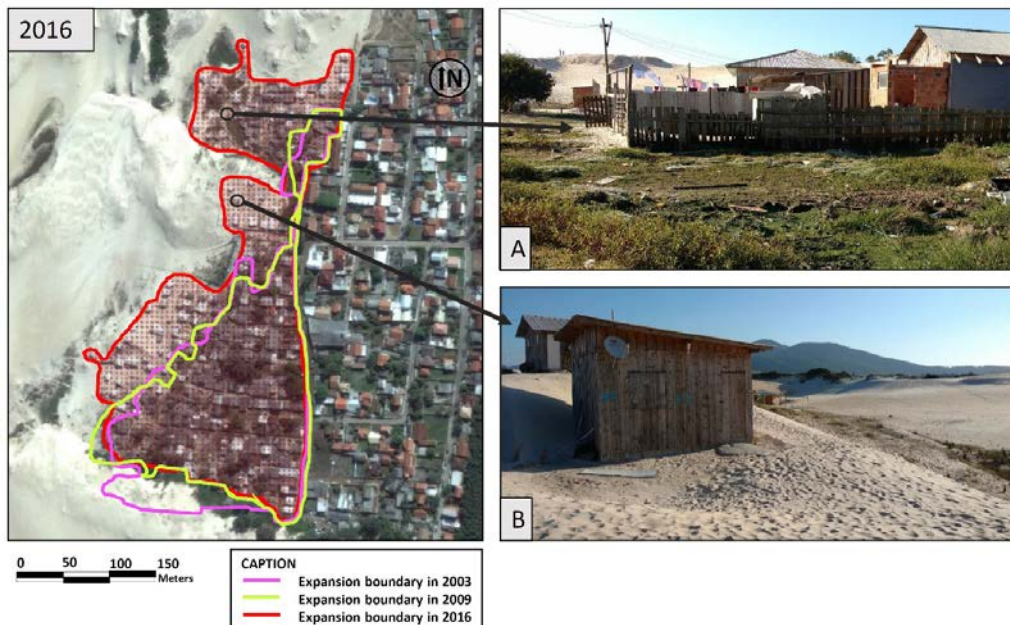 2016
N
A
B
0 50 100 150
Meters
CAPTION
Expansion boundary in 2003
Expansion boundary in 2009
Expansion boundary in 2016